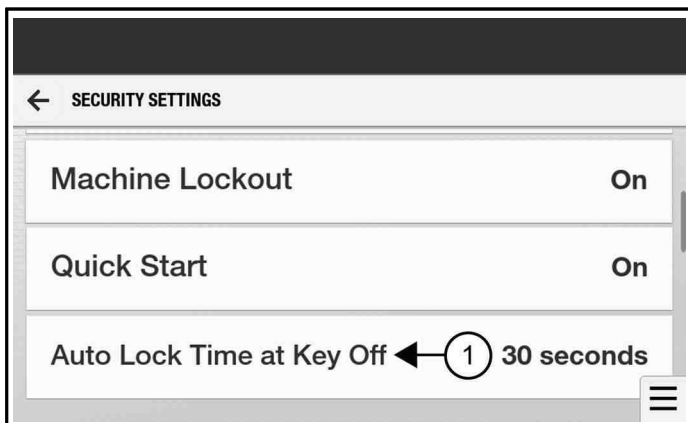 SECURITY SETTINGS
Machine Lockout On
Quick Start On
Auto Lock Time at Key Off 1 30 seconds